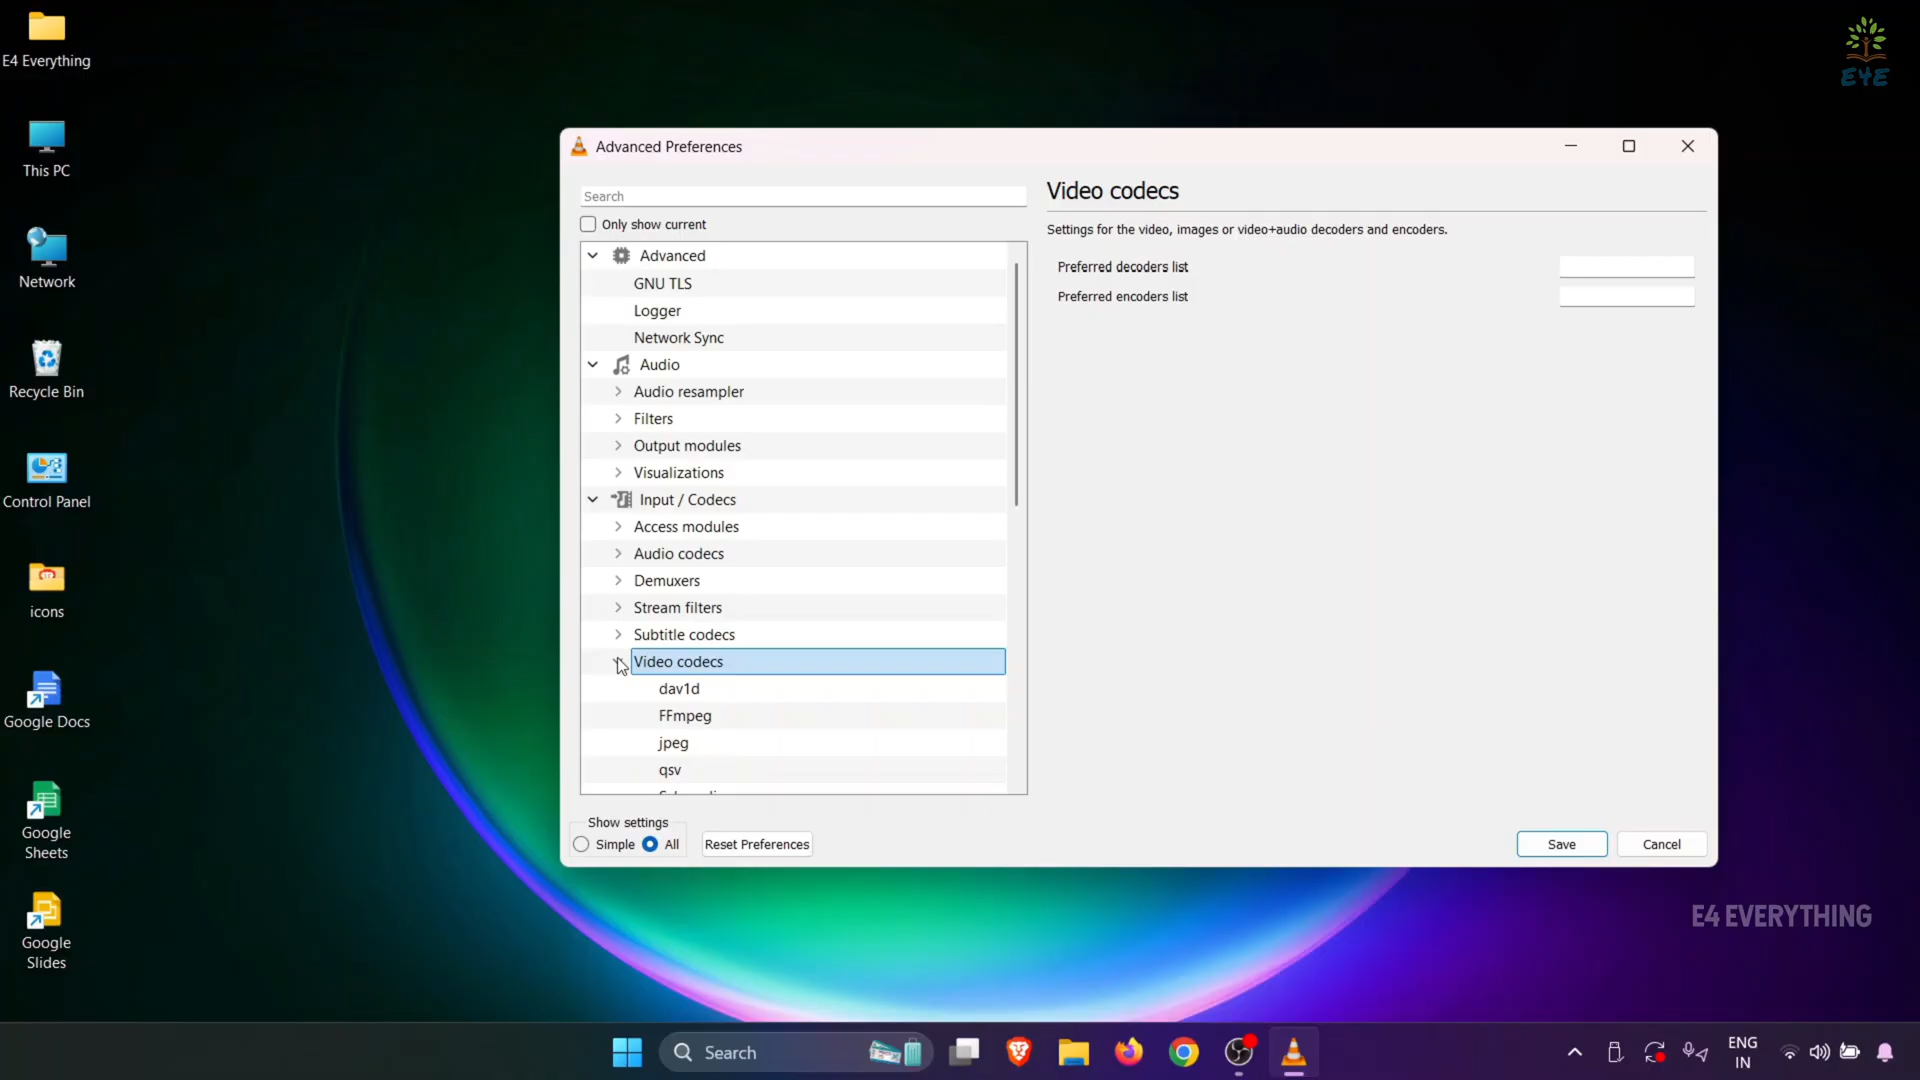 E4 Everything
This PC
Network
Recycle Bin
Control Panel
icons
Google Docs
Google
Sheets
Google
Slides
E4E
Advanced Preferences
Search
Only show current
Advanced
GNU TLS
Logger
Network Sync
Audio
Audio resampler
Filters
Output modules
Visualizations
Input / Codecs
Access modules
Audio codecs
Demuxers
Stream filters
Subtitle codecs
Video codecs
dav1d
FFmpeg
jpeg
qsv
Video codecs
Settings for the video, images or video+audio decoders and encoders.
Preferred decoders list
Preferred encoders list
Show settings
Simple
All
Reset Preferences
Save
Cancel
E4 EVERYTHING
Search
ENG
IN